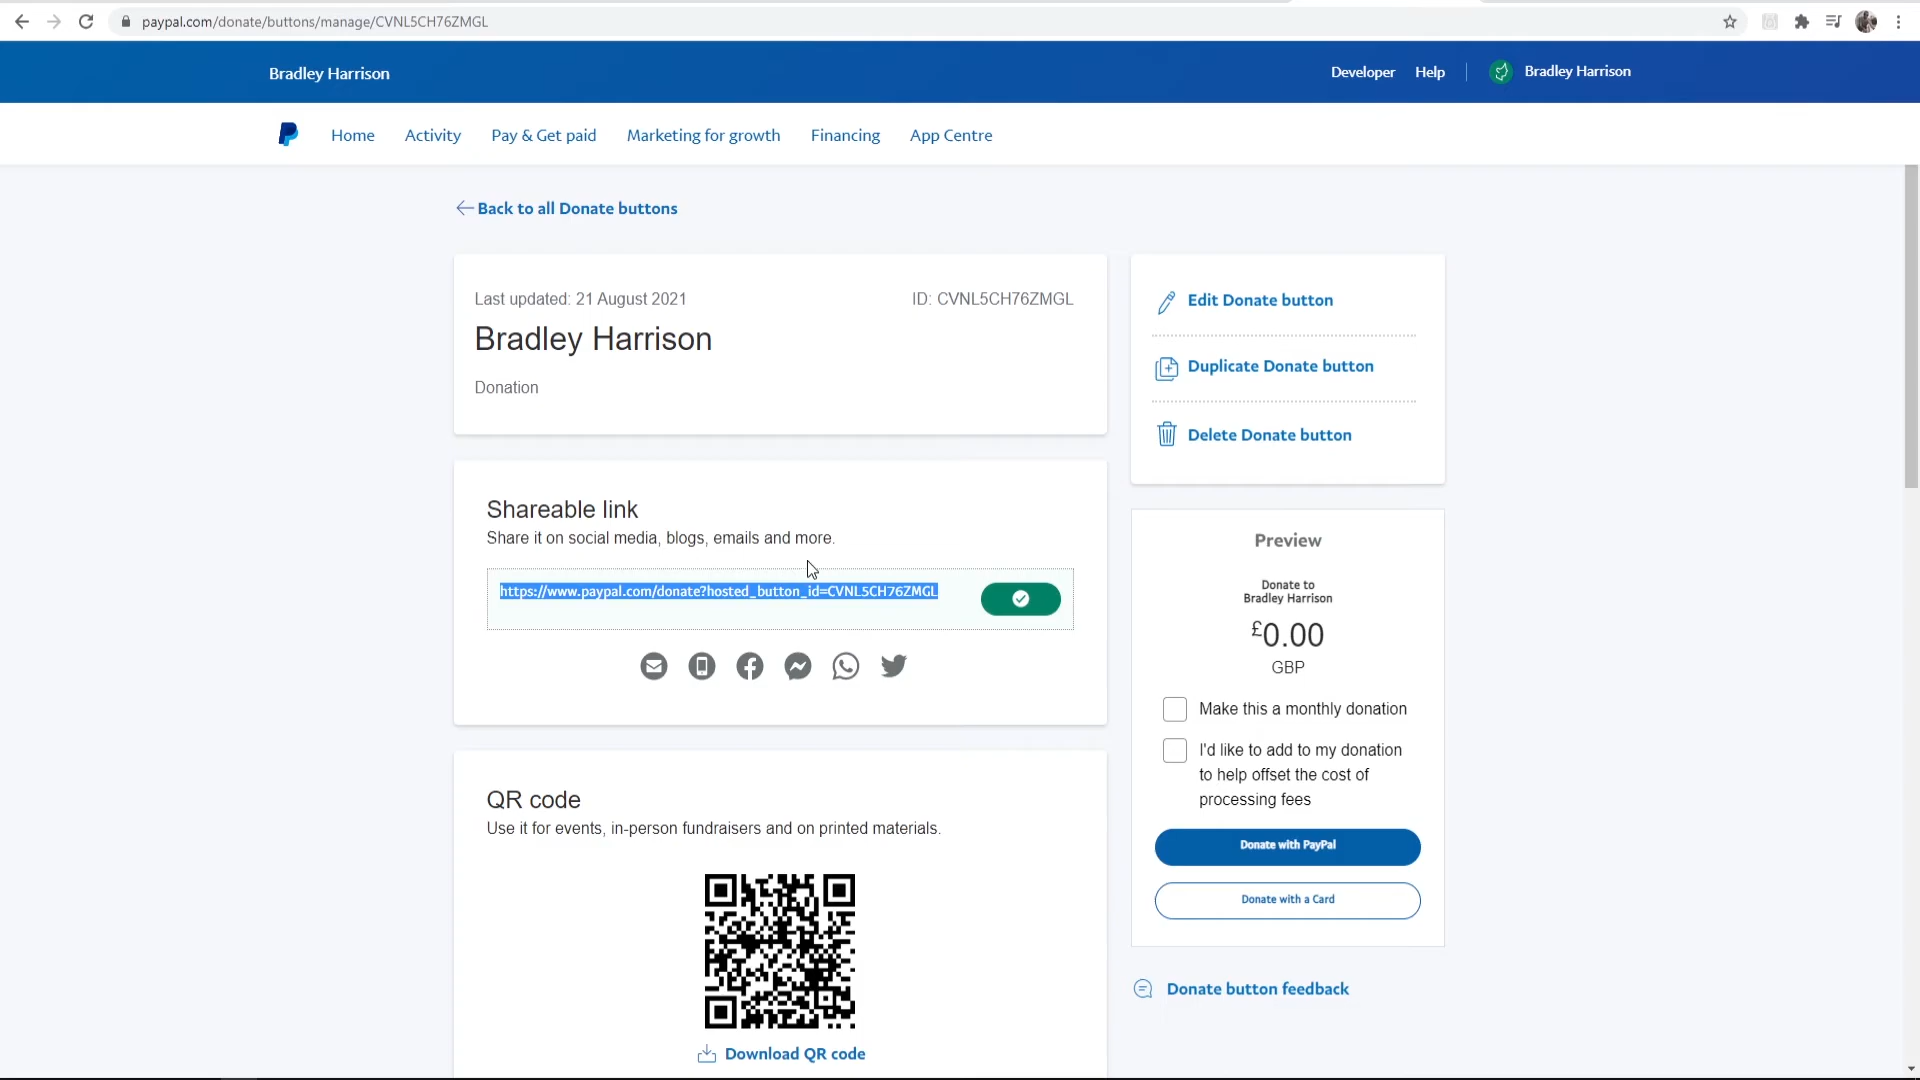 paypal.com/donate/buttons/manage/CVNL5CH76ZMGL
Bradley Harrison
Developer
Help
Bradley Harrison
Home
Activity
Pay & Get paid
Marketing for growth
Financing
App Centre
Back to all Donate buttons
Last updated: 21 August 2021
ID: CVNL5CH76ZMGL
Bradley Harrison
Donation
Edit Donate button
Duplicate Donate button
Delete Donate button
Shareable link
Share it on social media, blogs, emails and more.
https://www.paypal.com/donate?hosted_button_id=CVNL5CH76ZMGL
QR code
Use it for events, in-person fundraisers and on printed materials.
Download QR code
Preview
Donate to
Bradley Harrison
£0.00
GBP
Make this a monthly donation
I'd like to add to my donation
to help offset the cost of
processing fees
Donate with PayPal
Donate with a Card
Donate button feedback